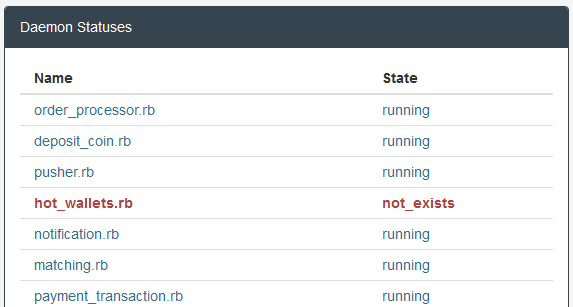 Daemon Statuses
Name State
order_processor.rb running
deposit_coin.rb running
pusher.rb running
hot_wallets.rb not_exists
notification.rb running
matching.rb running
payment_transaction.rb running